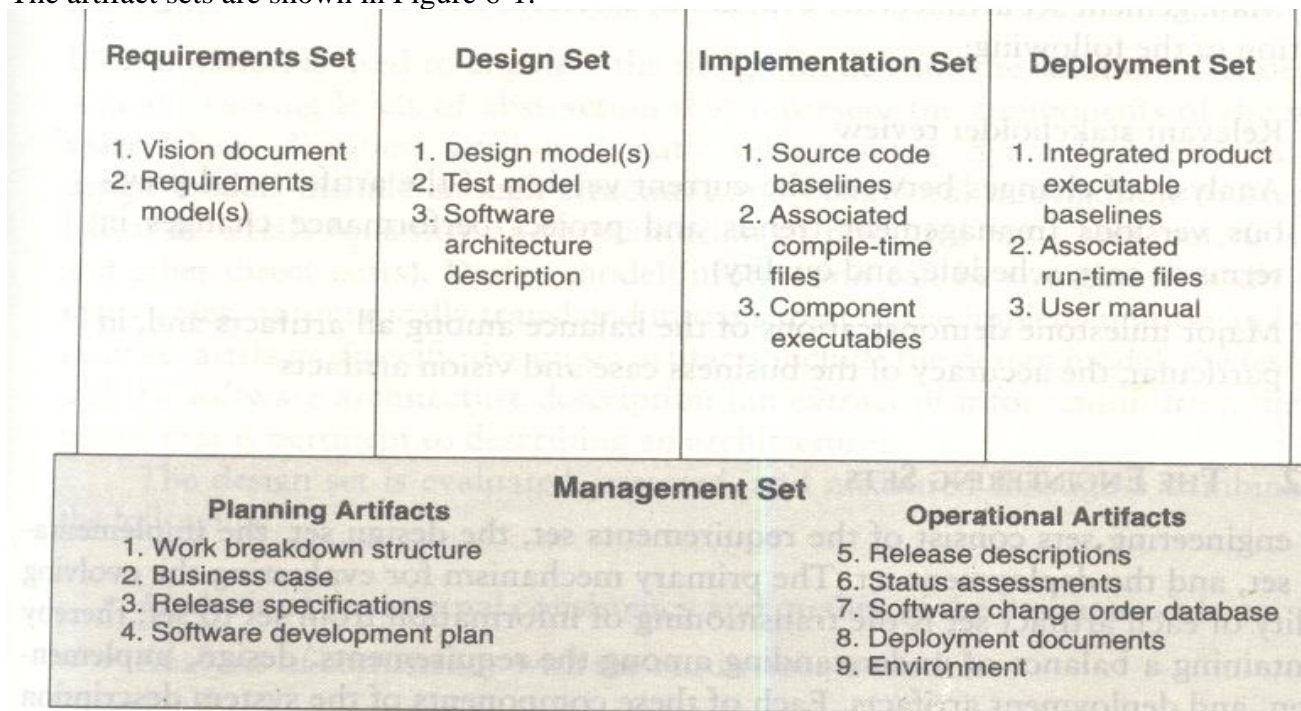 The artifact sets are shown in Figure 6-1.
Requirements Set
1. Vision document
2. Requirements
model(s)
Design Set
1. Design model(s)
2. Test model
3. Software
architecture
description
Implementation Set
1. Source code
baselines
2. Associated
compile-time
files
3. Component
executables
Deployment Set
1. Integrated product
executable
baselines
2. Associated
run-time files
3. User manual
Management Set
Planning Artifacts
1. Work breakdown structure
2. Business case
3. Release specifications
4. Software development plan
Operational Artifacts
5. Release descriptions
6. Status assessments
7. Software change order database
8. Deployment documents
9. Environment